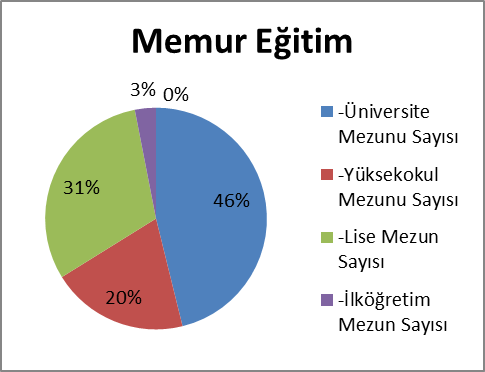 Memur Eğitim
3%
0%
46%
31%
20%
-Üniversite
Mezunu Sayısı
-Yüksekokul
Mezunu Sayısı
-Lise Mezun
Sayısı
-İlköğretim
Mezun Sayısı